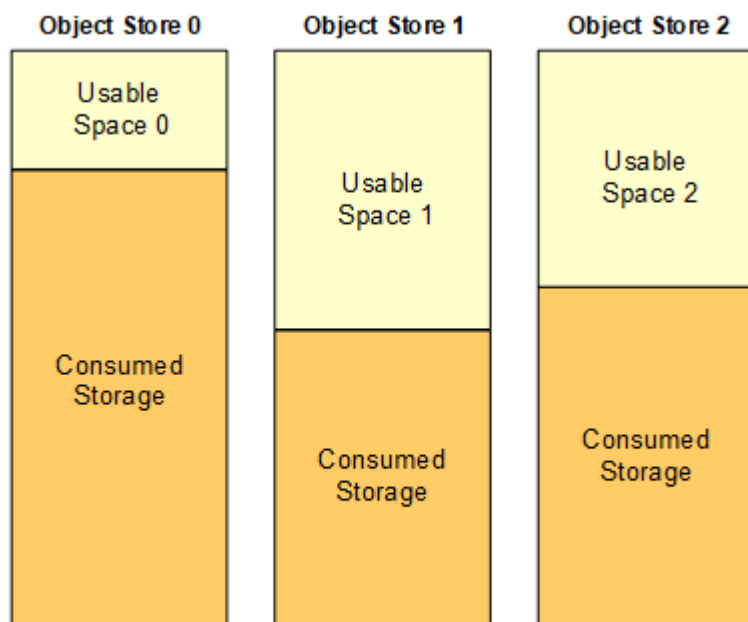 Object Store 0
Object Store 1
Object Store 2
Usable
Space 0
Usable
Space 1
Usable
Space 2
Consumed
Storage
Consumed
Storage
Consumed
Storage